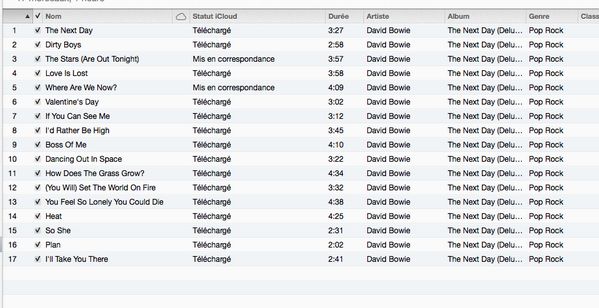 Nom Statut iCloud Durée Artiste Album Genre Class
1 The Next Day Téléchargé 3:27 David Bowie The Next Day (Delu... Pop Rock
2 Dirty Boys Téléchargé 2:58 David Bowie The Next Day (Delu... Pop Rock
3 The Stars (Are Out Tonight) Mis en correspondance 3:57 David Bowie The Next Day (Delu... Pop Rock
4 Love Is Lost Téléchargé 3:58 David Bowie The Next Day (Delu... Pop Rock
5 Where Are We Now? Mis en correspondance 4:09 David Bowie The Next Day (Delu... Pop Rock
6 Valentine's Day Téléchargé 3:02 David Bowie The Next Day (Delu... Pop Rock
7 If You Can See Me Téléchargé 3:12 David Bowie The Next Day (Delu... Pop Rock
8 I'd Rather Be High Téléchargé 3:45 David Bowie The Next Day (Delu... Pop Rock
9 Boss Of Me Téléchargé 4:10 David Bowie The Next Day (Delu... Pop Rock
10 Dancing Out In Space Téléchargé 3:22 David Bowie The Next Day (Delu... Pop Rock
11 How Does The Grass Grow? Téléchargé 4:34 David Bowie The Next Day (Delu... Pop Rock
12 (You Will) Set The World On Fire Téléchargé 3:32 David Bowie The Next Day (Delu... Pop Rock
13 You Feel So Lonely You Could Die Téléchargé 4:38 David Bowie The Next Day (Delu... Pop Rock
14 Heat Téléchargé 4:25 David Bowie The Next Day (Delu... Pop Rock
15 So She Téléchargé 2:31 David Bowie The Next Day (Delu... Pop Rock
16 Plan Téléchargé 2:02 David Bowie The Next Day (Delu... Pop Rock
17 I'll Take You There Téléchargé 2:41 David Bowie The Next Day (Delu... Pop Rock